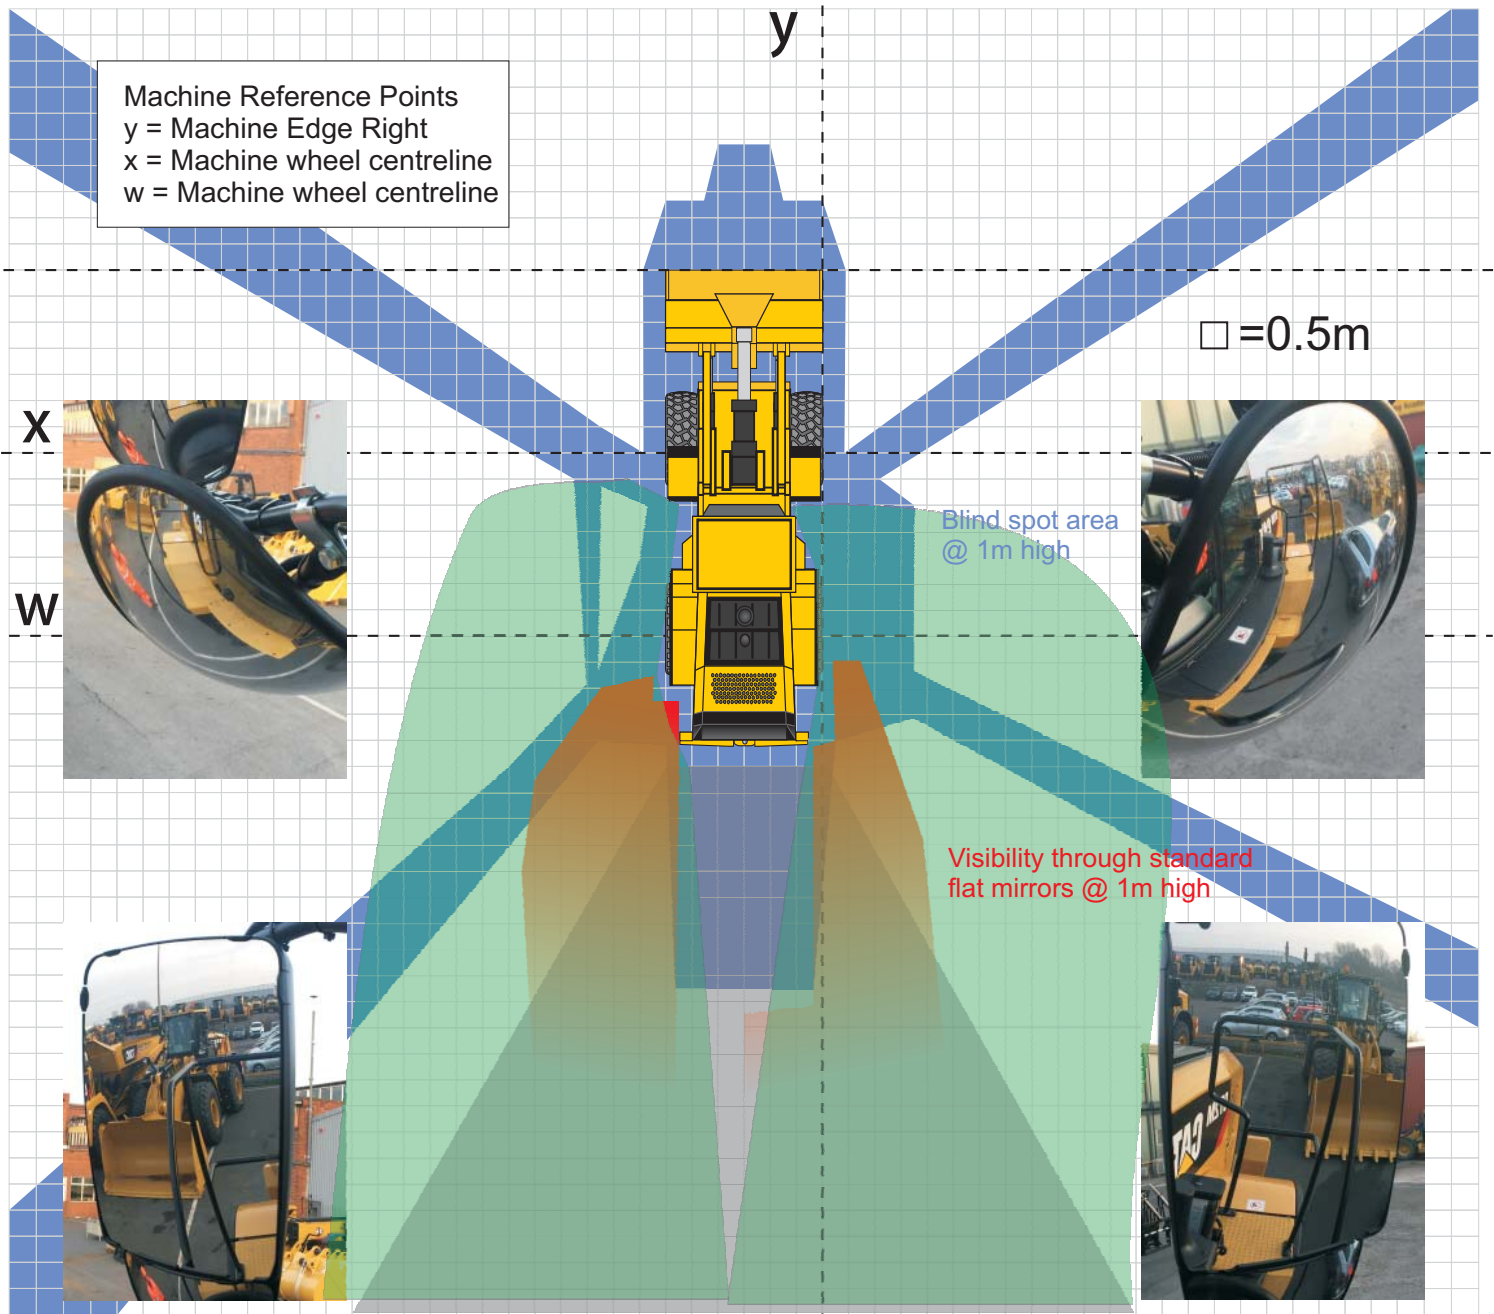 y
Machine Reference Points
y = Machine Edge Right
x = Machine wheel centreline
w = Machine wheel centreline
□ =0.5m
x
w
Blind spot area
@ 1m high
Visibility through standard
flat mirrors @ 1m high